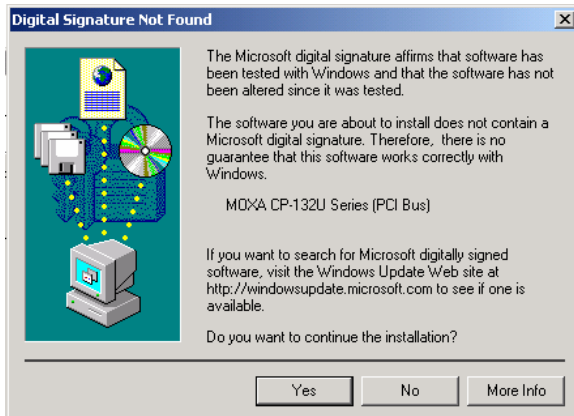 Digital Signature Not Found
The Microsoft digital signature affirms that software has
been tested with Windows and that the software has not
been altered since it was tested.
The software you are about to install does not contain a
Microsoft digital signature. Therefore, there is no
guarantee that this software works correctly with
Windows.
MOXA CP-132U Series (PCI Bus)
If you want to search for Microsoft digitally signed
software, visit the Windows Update Web site at
http://windowsupdate.microsoft.com to see if one is
available.
Do you want to continue the installation?
Yes
No
More Info